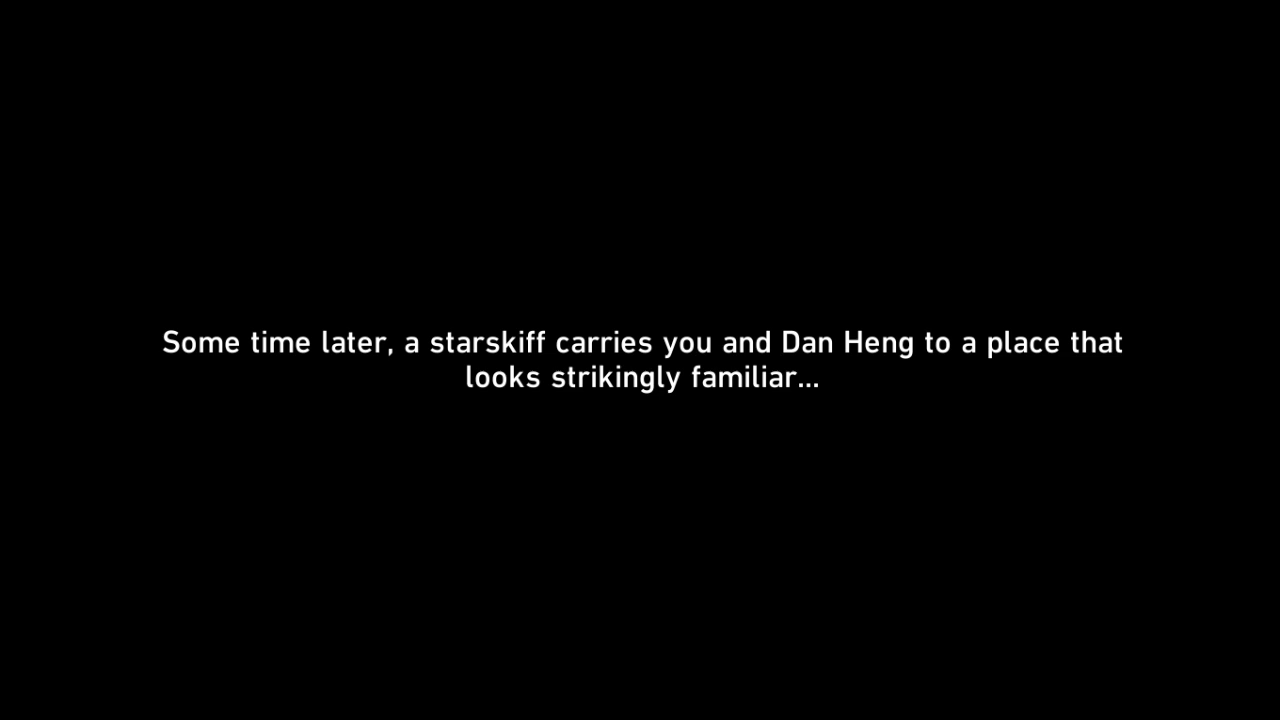 Some time later, a starskiff carries you and Dan Heng to a place that
looks strikingly familiar...